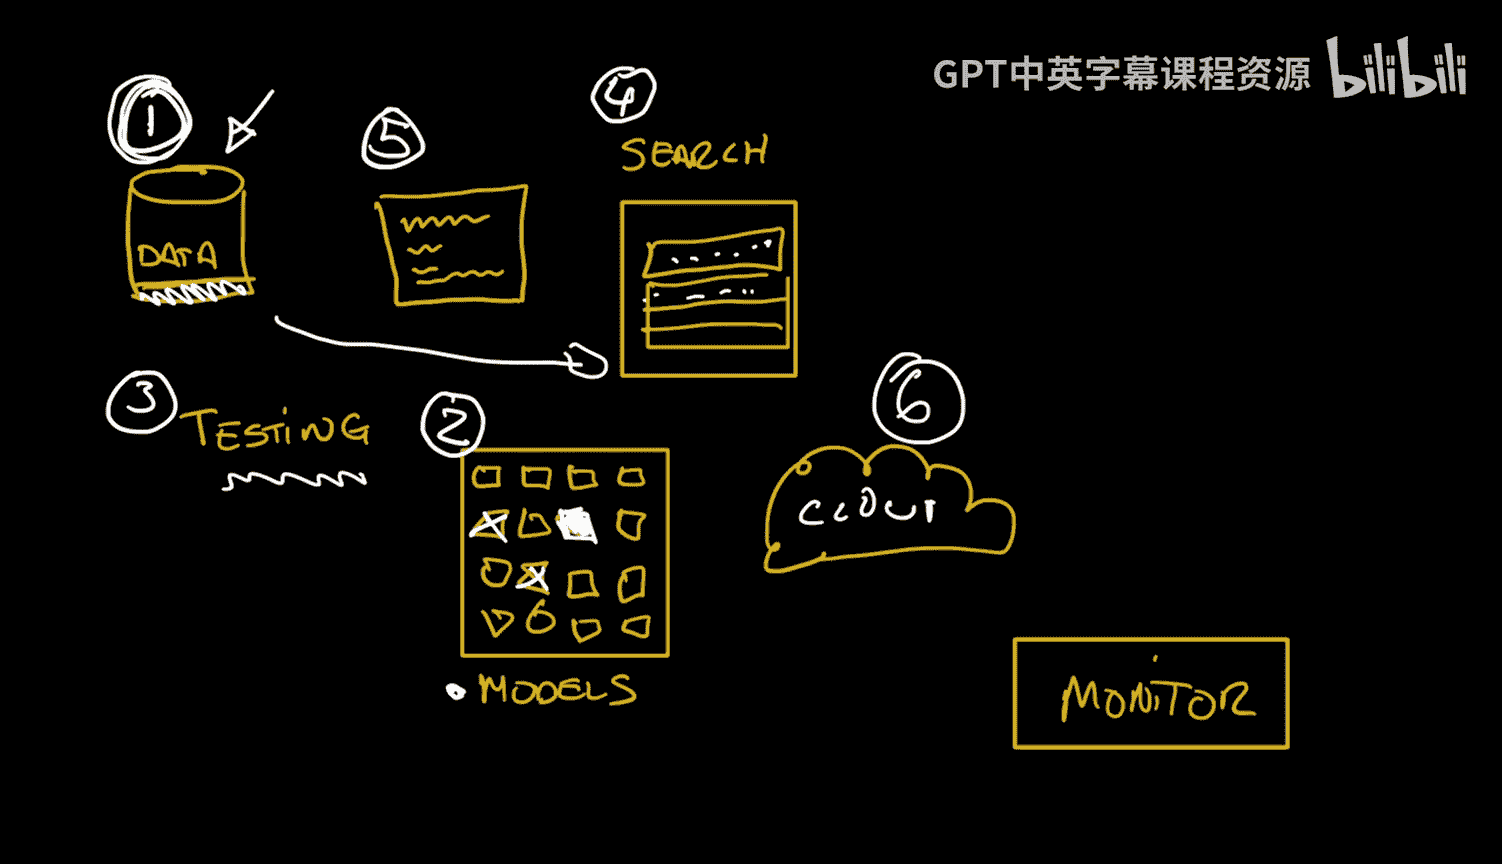 GPT中英字幕课程资源 bilibili
1
5
4
SEARCH
DATA
3
TESTING
2
6
CLOUD
MODELS
MONITOR